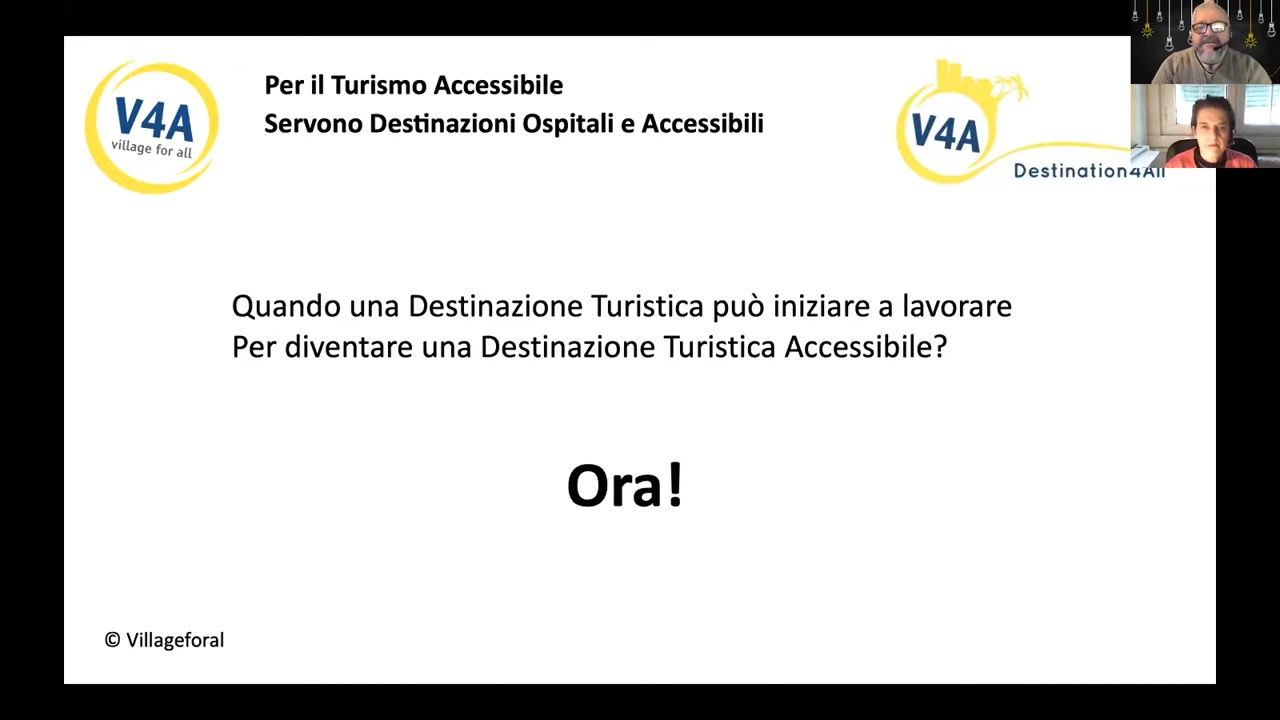 V4A
village for all
Per il Turismo Accessibile
Servono Destinazioni Ospitali e Accessibili
V4A
Destination4All
Quando una Destinazione Turistica può iniziare a lavorare
Per diventare una Destinazione Turistica Accessibile?
Ora!
© Villageforal